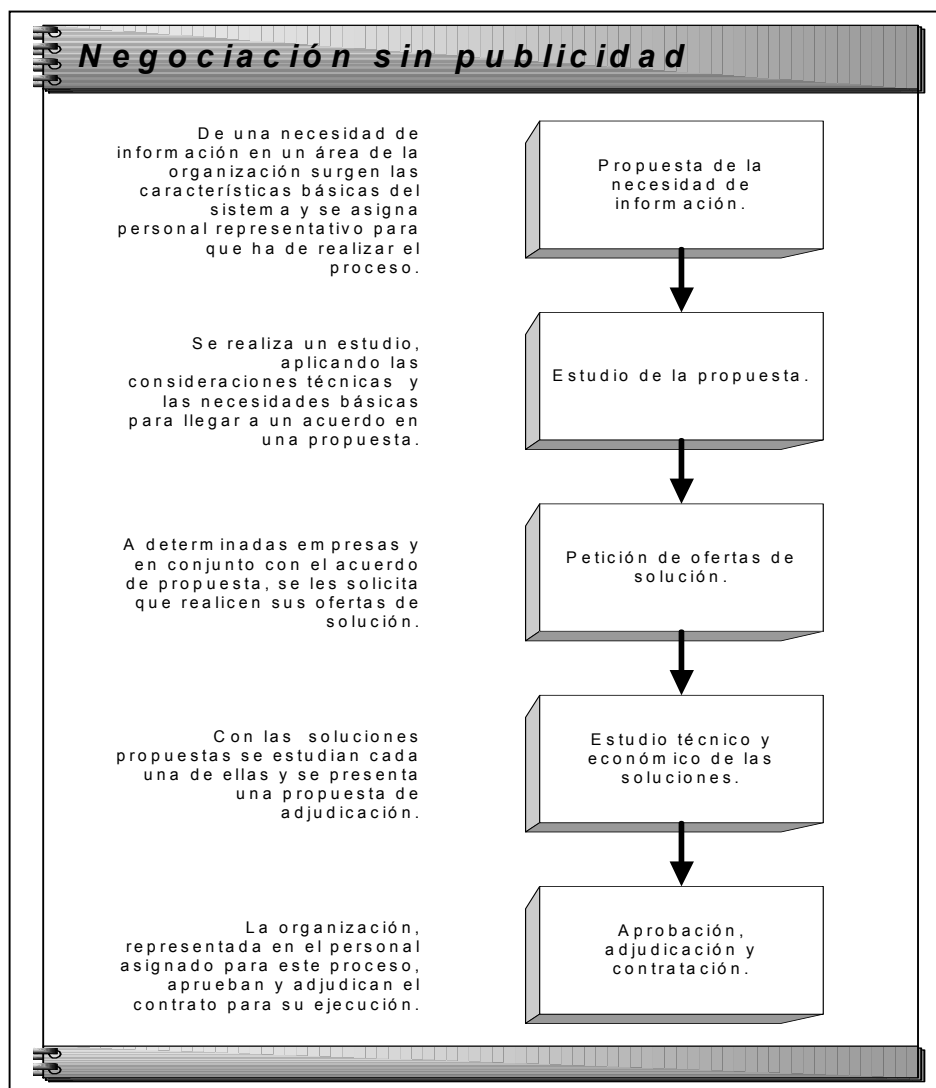 Negociación sin publicidad
De una necesidad de
información en un área de la
organización surgen las
características básicas del
sistema y se asigna
personal representativo para
que ha de realizar el
proceso.
Propuesta de la
necesidad de
información.
Se realiza un estudio,
aplicando las
consideraciones técnicas y
las necesidades básicas
para llegar a un acuerdo en
una propuesta.
Estudio de la propuesta.
A determinadas empresas y
en conjunto con el acuerdo
de propuesta, se les solicita
que realicen sus ofertas de
solución.
Petición de ofertas de
solución.
Con las soluciones
propuestas se estudian cada
una de ellas y se presenta
una propuesta de
adjudicación.
Estudio técnico y
económico de las
soluciones.
La organización,
representada en el personal
asignado para este proceso,
aprueban y adjudican el
contrato para su ejecución.
Aprobación,
adjudicación y
contratación.